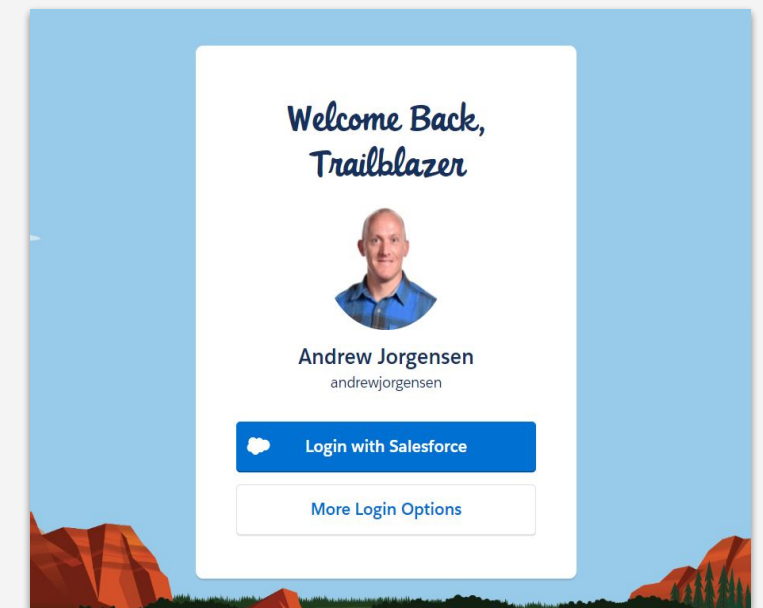 Welcome Back,
Trailblazer
Andrew Jorgensen
andrewjorgensen
Login with Salesforce
More Login Options